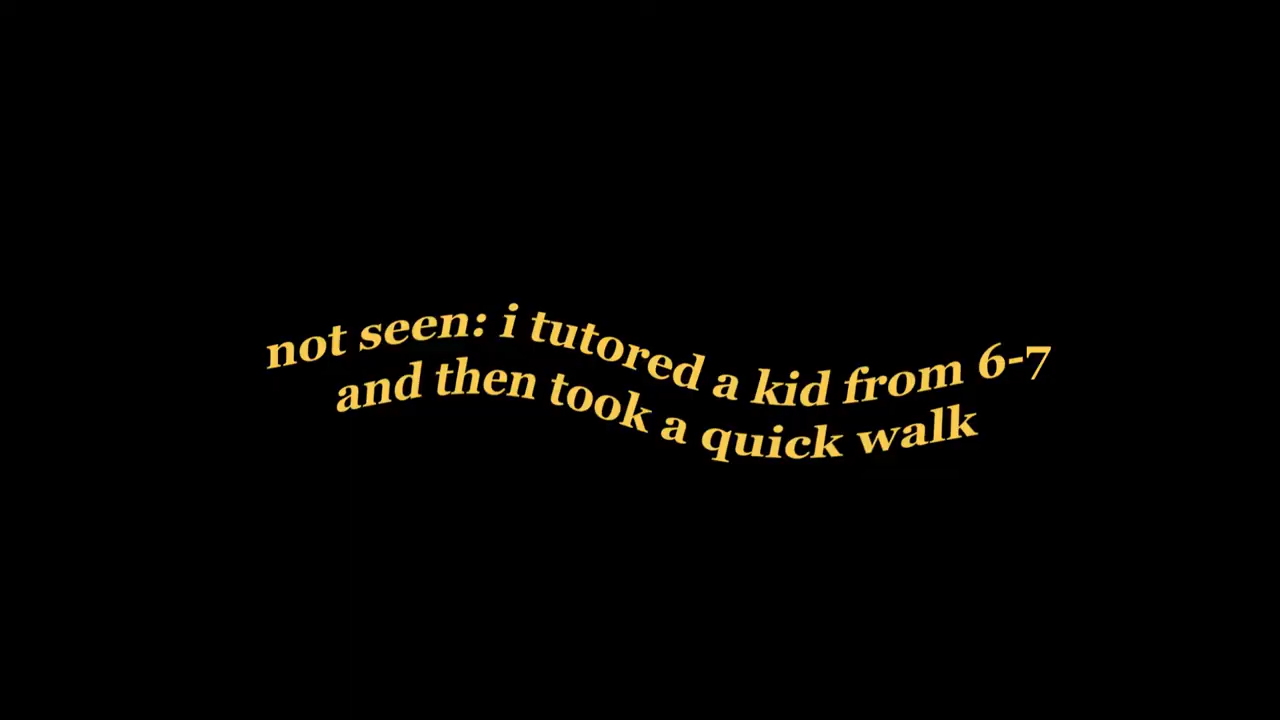 not seen: i tutored a kid from 6-7
and then took a quick walk